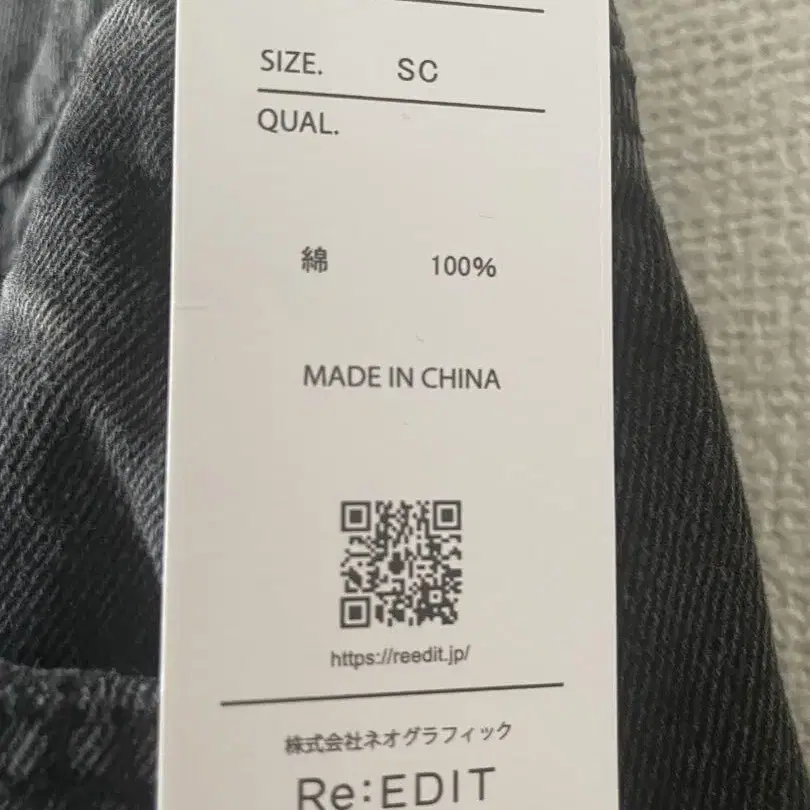 SIZE. SC
QUAL.
綿 100%
MADE IN CHINA
https://reedit.jp/
株式会社ネオグラフィック
Re:EDIT